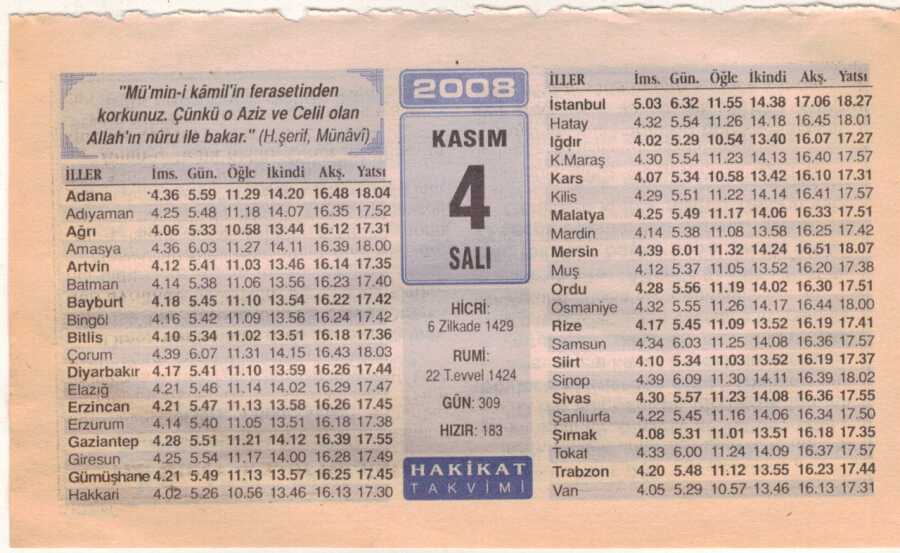 "Mü'min-i kâmil'in ferasetinden
korkunuz. Çünkü o Aziz ve Celil olan
Allah'ın nûru ile bakar." (H.şerif, Münâvî)
İLLER İms. Gün. Öğle İkindi Akş. Yatsı
Adana 4.36 5.59 11.29 14.20 16.48 18.04
Adıyaman 4.25 5.48 11.18 14.07 16.35 17.52
Ağrı 4.06 5.33 10.58 13.44 16.12 17.31
Amasya 4.36 6.03 11.27 14.11 16.39 18.00
Artvin 4.12 5.41 11.03 13.46 16.14 17.35
Batman 4.14 5.38 11.06 13.56 16.23 17.40
Bayburt 4.18 5.45 11.10 13.54 16.22 17.42
Bingöl 4.16 5.42 11.09 13.56 16.24 17.42
Bitlis 4.10 5.34 11.02 13.51 16.18 17.36
Çorum 4.39 6.07 11.31 14.15 16.43 18.03
Diyarbakır 4.17 5.41 11.10 13.59 16.26 17.44
Elazığ 4.21 5.46 11.14 14.02 16.29 17.47
Erzincan 4.21 5.47 11.13 13.58 16.26 17.45
Erzurum 4.14 5.40 11.05 13.51 16.18 17.38
Gaziantep 4.28 5.51 11.21 14.12 16.39 17.55
Giresun 4.25 5.54 11.17 14.00 16.28 17.49
Gümüşhane 4.21 5.49 11.13 13.57 16.25 17.45
Hakkari 4.02 5.26 10.56 13.46 16.13 17.30
2008
KASIM
4
SALI
HİCRİ:
6 Zilkade 1429
RUMİ:
22 T.evvel 1424
GÜN: 309
HIZIR: 183
HAKİKAT
TAKVİMİ
İLLER İms. Gün. Öğle İkindi Akş. Yatsı
İstanbul 5.03 6.32 11.55 14.38 17.06 18.27
Hatay 4.32 5.54 11.26 14.18 16.45 18.01
Iğdır 4.02 5.29 10.54 13.40 16.07 17.27
K.Maraş 4.30 5.54 11.23 14.13 16.40 17.57
Kars 4.07 5.34 10.58 13.42 16.10 17.31
Kilis 4.29 5.51 11.22 14.14 16.41 17.57
Malatya 4.25 5.49 11.17 14.06 16.33 17.51
Mardin 4.14 5.38 11.08 13.58 16.25 17.42
Mersin 4.39 6.01 11.32 14.24 16.51 18.07
Muş 4.12 5.37 11.05 13.52 16.20 17.38
Ordu 4.28 5.56 11.19 14.02 16.30 17.51
Osmaniye 4.32 5.55 11.26 14.17 16.44 18.00
Rize 4.17 5.45 11.09 13.52 16.19 17.41
Samsun 4.34 6.03 11.25 14.08 16.36 17.57
Siirt 4.10 5.34 11.03 13.52 16.19 17.37
Sinop 4.39 6.09 11.30 14.11 16.39 18.02
Sivas 4.30 5.57 11.23 14.08 16.36 17.55
Şanlıurfa 4.22 5.45 11.16 14.06 16.34 17.50
Şırnak 4.08 5.31 11.01 13.51 16.18 17.35
Tokat 4.33 6.00 11.24 14.09 16.37 17.57
Trabzon 4.20 5.48 11.12 13.55 16.23 17.44
Van 4.05 5.29 10.57 13.46 16.13 17.31